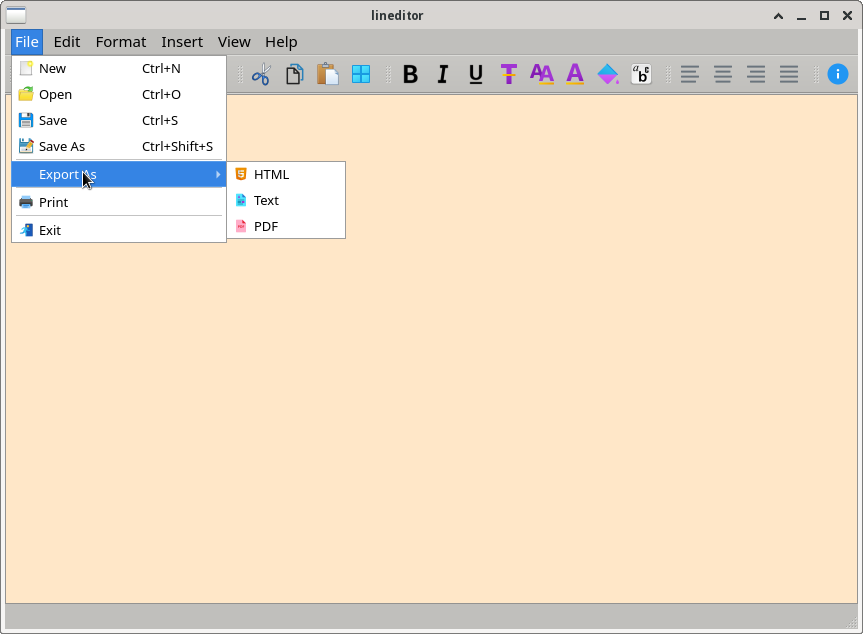 lineditor
File Edit Format Insert View Help
New Ctrl+N
Open Ctrl+O
Save Ctrl+S
Save As Ctrl+Shift+S
Export As
Print
Exit
HTML
Text
PDF
B I U T AA A a b c